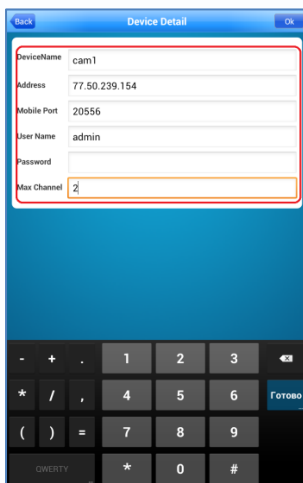 Back Device Detail Ok
DeviceName cam1
Address 77.50.239.154
Mobile Port 20556
User Name admin
Password
Max Channel 2
- + . 1 2 3
* / , 4 5 6 Готово
( ) = 7 8 9
QWERTY * 0 #